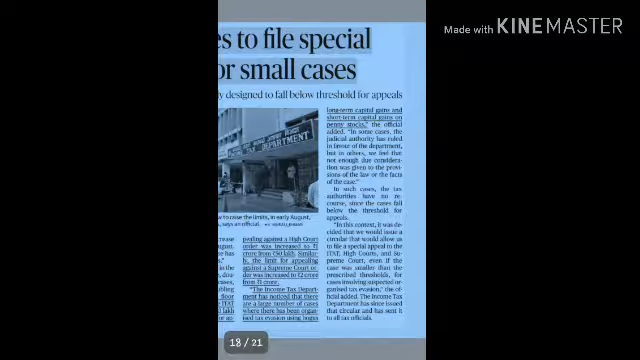 Made with KINEMASTER
es to file special
or small cases
ly designed to fall below threshold for appeals
DEPARTMENT
w to raise the limits, in early August,
, says an official.
pealing against a High Court
order was increased to ₹1
crore from ₹50 lakh. Similar-
ly, the limit for appealing
against a Supreme Court or-
der was increased to ₹2 crore
from ₹1 crore.
"The Income Tax Depart-
ment has noticed that there
are a large number of cases
where there has been organ-
ised tax evasion using bogus
long-term capital gains and
short-term capital gains on
penny stocks," the official
added. "In some cases, the
judicial authority has ruled
in favour of the department,
but in others, we feel that
not enough due considera-
tion was given to the provi-
sions of the law or the facts
of the case."
In such cases, the tax
authorities have no re-
course, since the cases fall
below the threshold for
appeals.
"In this context, it was de-
cided that we would issue a
circular that would allow us
to file a special appeal to the
ITAT, High Courts, and Su-
preme Court, even if the
case was smaller than the
prescribed thresholds, for
cases involving suspected or-
ganised tax evasion," the of-
ficial added. The Income Tax
Department has since issued
that circular and has sent it
to all tax officials.
18 / 21